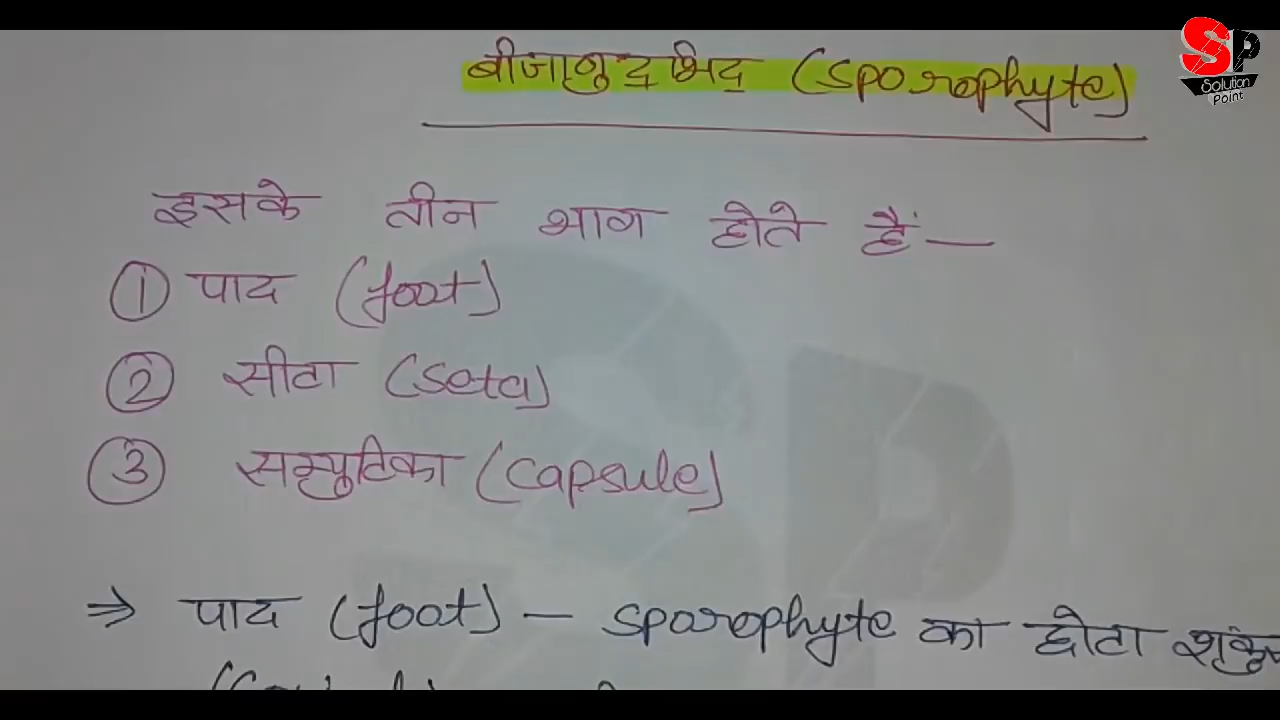 बीजाणुद्भिद (Sporophyte)
SP
Solution
Point
इसके तीन भाग होते हैं —
① पाद (foot)
② सीटा (Seta)
③ सम्पुटिका (Capsule)
⇒ पाद (foot) — Sporophyte का छोटा